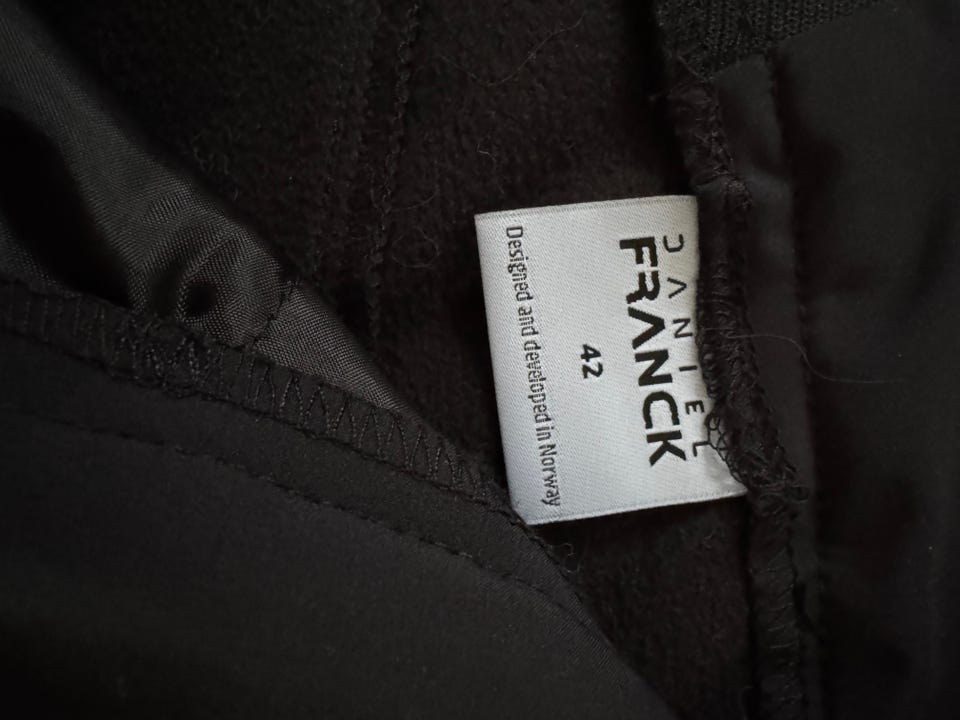 DANIEL
FRANCK
42
Designed and developed in Norway